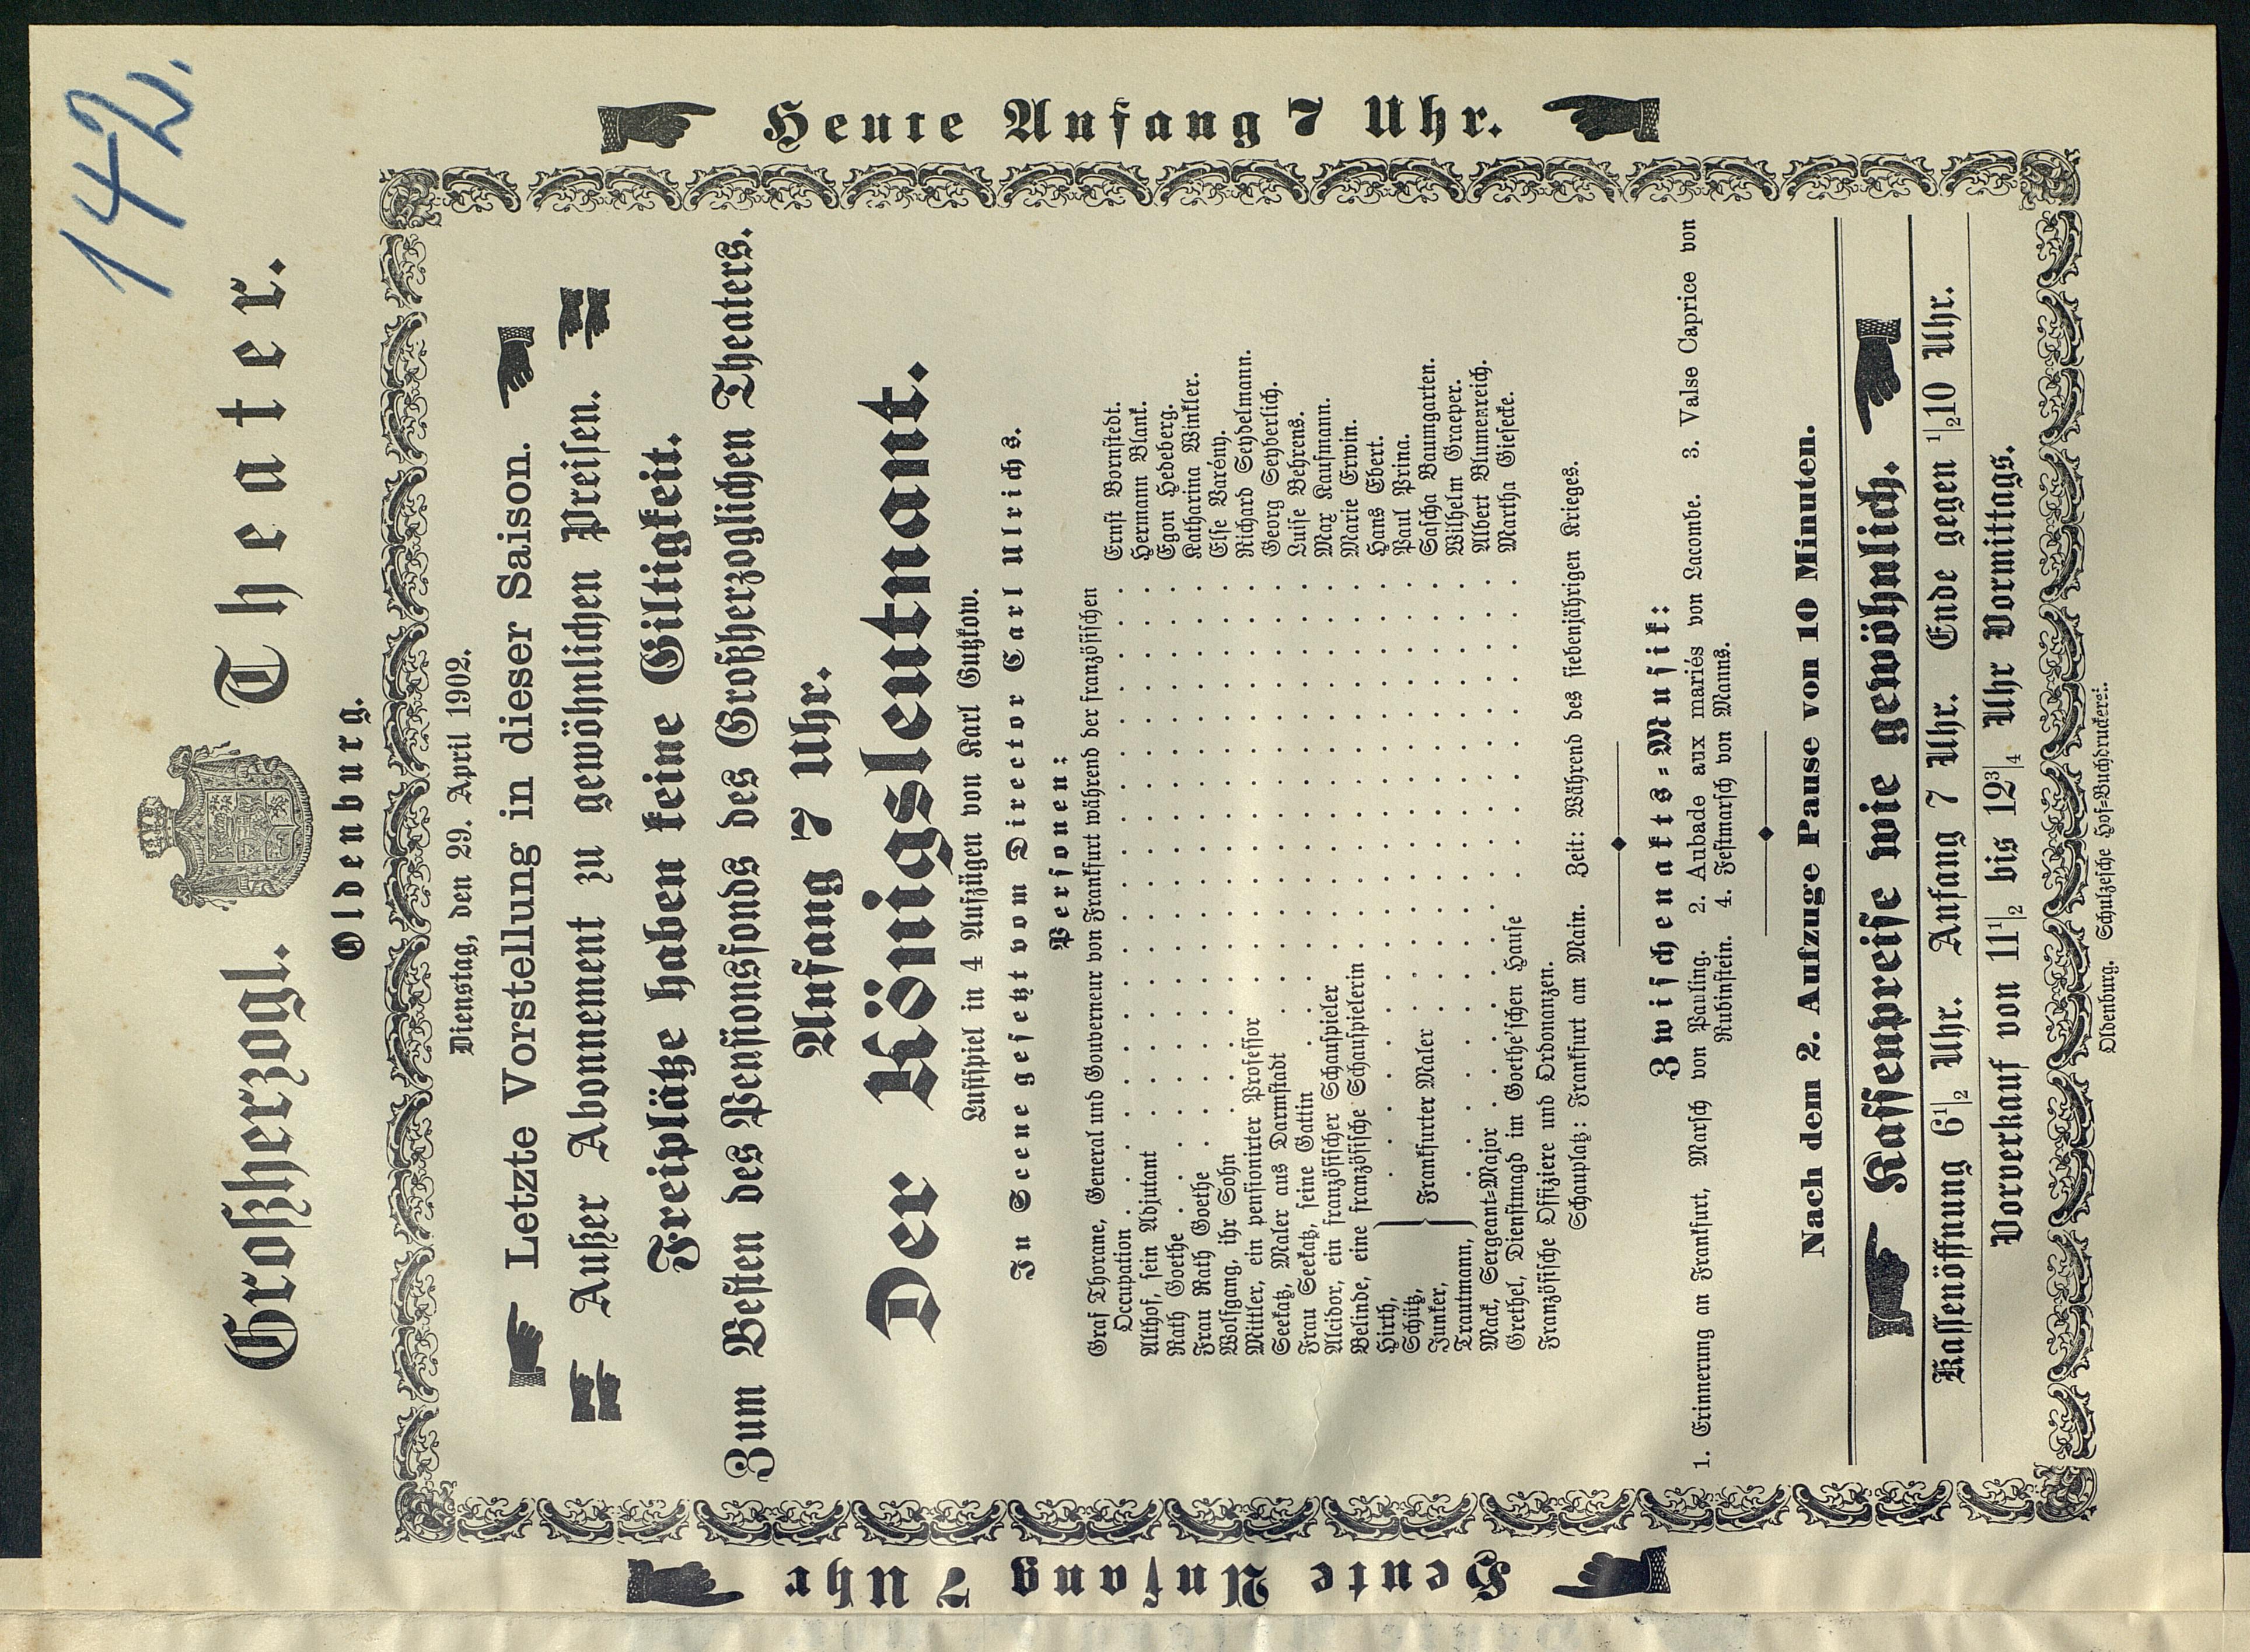 142.
Großherzogl. Theater.
Oldenburg.
Dienstag, den 29. April 1902.
Letzte Vorstellung in dieser Saison.
Außer Abonnement zu gewöhnlichen Preisen.
Freiplätze haben keine Giltigkeit.
Zum Besten des Pensionsfonds des Großherzoglichen Theaters.
Anfang 7 Uhr.
Der Königsleutnant.
Lustspiel in 4 Aufzügen von Karl Gutzkow.
In Scene gesetzt vom Director Carl Ulrichs.
Personen:
Graf Thorane, General und Gouverneur von Frankfurt während der französischen
Occupation . . . . . Ernst Bornstedt.
Althof, sein Adjutant . . . . . Hermann Blank.
Rath Goethe . . . . . Egon Hedeberg.
Frau Rath Goethe . . . . . Katharina Winkler.
Wolfgang, ihr Sohn . . . . . Else Varény.
Mittler, ein pensionirter Professor . . . . . Richard Seydelmann.
Seekatz, Maler aus Darmstadt . . . . . Georg Seyberlich.
Frau Seekatz, seine Gattin . . . . . Luise Behrens.
Alcidor, ein französischer Schauspieler . . . . . Max Kaufmann.
Belinde, eine französische Schauspielerin . . . . . Marie Erwin.
Hirth, . . . . . Hans Ebert.
Schütz, } Frankfurter Maler . . . . . Paul Prina.
Junker, . . . . . Sascha Baumgarten.
Trautmann, . . . . . Wilhelm Graeper.
Mack, Sergeant-Major . . . . . Albert Blumenreich.
Grethel, Dienstmagd im Goethe'schen Hause . . . . . Martha Giesecke.
Französische Offiziere und Ordonanzen.
Schauplatz: Frankfurt am Main. Zeit: Während des siebenjährigen Krieges.
Zwischenakts-Musik:
1. Erinnerung an Frankfurt, Marsch von Pauling. 2. Aubade aux mariés von Lacombe. 3. Valse Caprice von
Rubinstein. 4. Festmarsch von Manns.
Nach dem 2. Aufzuge Pause von 10 Minuten.
Kassenpreise wie gewöhnlich.
Kassenöffnung 6 1/2 Uhr. Anfang 7 Uhr. Ende gegen 1/2 10 Uhr.
Vorverkauf von 11 1/2 bis 12 3/4 Uhr Vormittags.
Oldenburg. Schulzesche Hof-Buchdruckerei.
Heute Anfang 7 Uhr.
Heute Anfang 7 Uhr